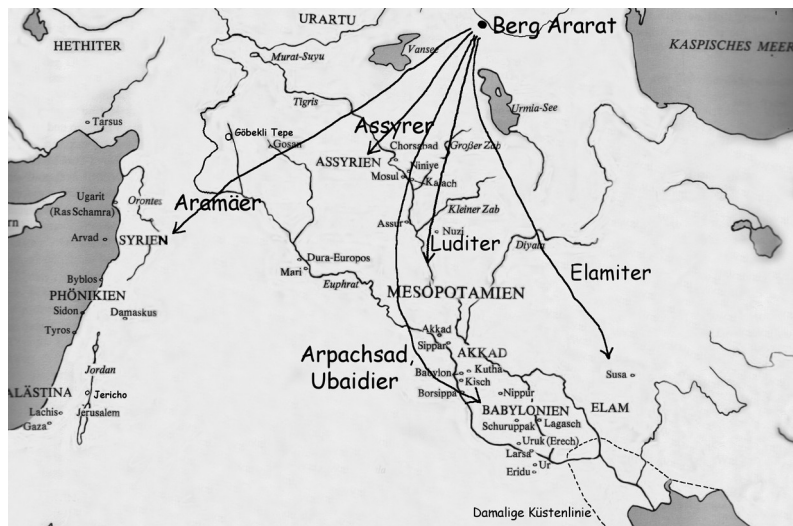 URARTU
Berg Ararat
HETHITER
Vansee
KASPISCHES MEER
Murat-Suyu
Tigris
Urmia-See
Tarsus
Göbekli Tepe
Gosan
Assyrer
Chorsabad
Großer Zab
ASSYRIEN
Niniye
Mosul
Kalach
Ugarit
(Ras Schamra)
Orontes
Aramäer
Kleiner Zab
Assur
Nuzi
Arvad
SYRIEN
Luditer
Diyala
Dura-Europos
Mari
Elamiter
Byblos
Euphrat
MESOPOTAMIEN
PHÖNIKIEN
Sidon
Damaskus
Tyros
Akkad
Sippar
Arpachsad,
Ubaidier
AKKAD
Jordan
Babylon
Kutha
Kisch
Susa
ALÄSTINA
Jericho
Borsippa
Nippur
Lachis
Jerusalem
BABYLONIEN
ELAM
Gaza
Schuruppak
Lagasch
Uruk (Erech)
Larsa
Ur
Eridu
Damalige Küstenlinie